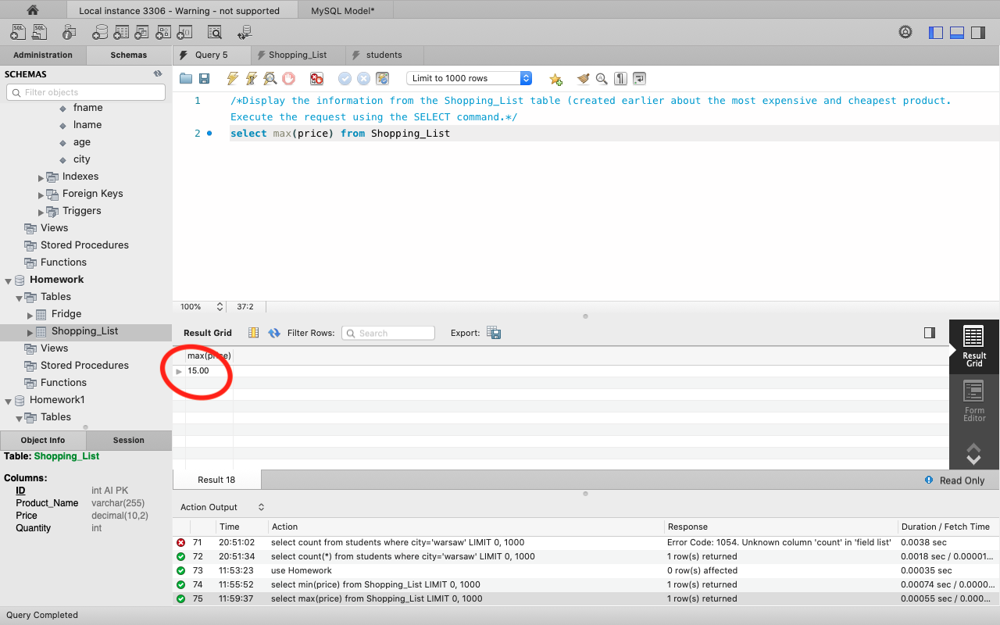 Local instance 3306 - Warning - not supported
MySQL Model*
Administration
Schemas
Query 5
Shopping_List
students
SCHEMAS
Filter objects
fname
lname
age
city
Indexes
Foreign Keys
Triggers
Views
Stored Procedures
Functions
Homework
Tables
Fridge
Shopping_List
Views
Stored Procedures
Functions
Homework1
Tables
Object Info
Session
Table: Shopping_List
Columns:
ID int AI PK
Product_Name varchar(255)
Price decimal(10,2)
Quantity int
Limit to 1000 rows
1 /*Display the information from the Shopping_List table (created earlier about the most expensive and cheapest product.
Execute the request using the SELECT command.*/
2 select max(price) from Shopping_List
100% 37:2
Result Grid Filter Rows: Search Export:
max(price)
15.00
Result Grid
Form Editor
Result 18
Read Only
Action Output
Time Action Response Duration / Fetch Time
71 20:51:02 select count from students where city='warsaw' LIMIT 0, 1000 Error Code: 1054. Unknown column 'count' in 'field list' 0.0038 sec
72 20:51:34 select count(*) from students where city='warsaw' LIMIT 0, 1000 1 row(s) returned 0.0018 sec / 0.00001...
73 11:53:23 use Homework 0 row(s) affected 0.00035 sec
74 11:55:52 select min(price) from Shopping_List LIMIT 0, 1000 1 row(s) returned 0.00074 sec / 0.0000...
75 11:59:37 select max(price) from Shopping_List LIMIT 0, 1000 1 row(s) returned 0.00055 sec / 0.000...
Query Completed